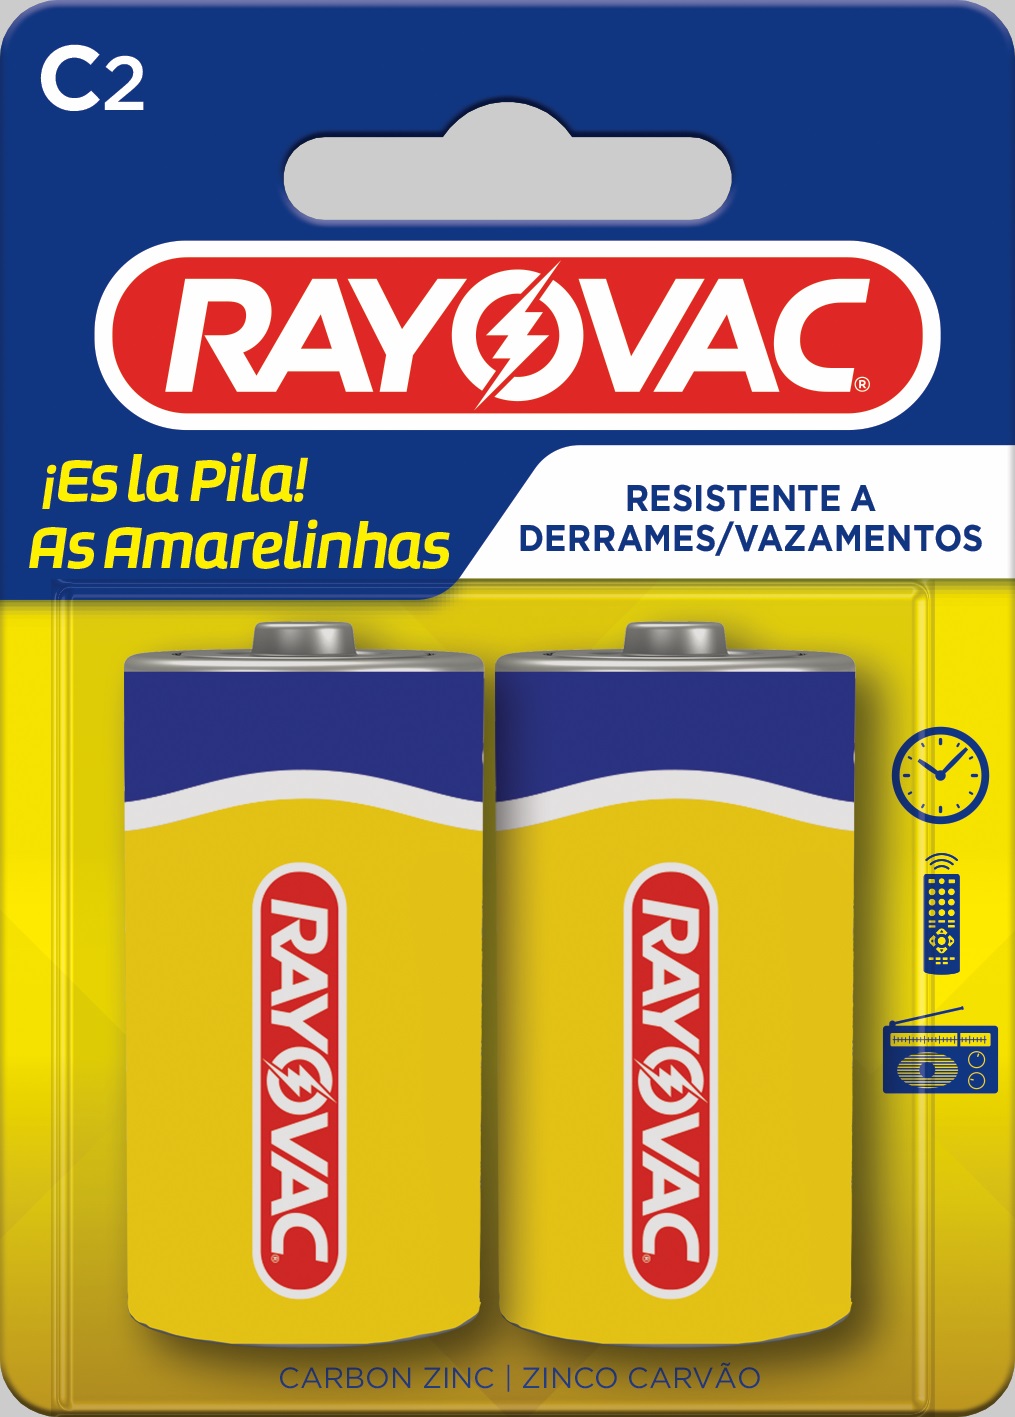 C2
RAYOVAC®
¡Es la Pila!
As Amarelinhas
RESISTENTE A
DERRAMES/VAZAMENTOS
RAYOVAC®
RAYOVAC®
CARBON ZINC | ZINCO CARVÃO